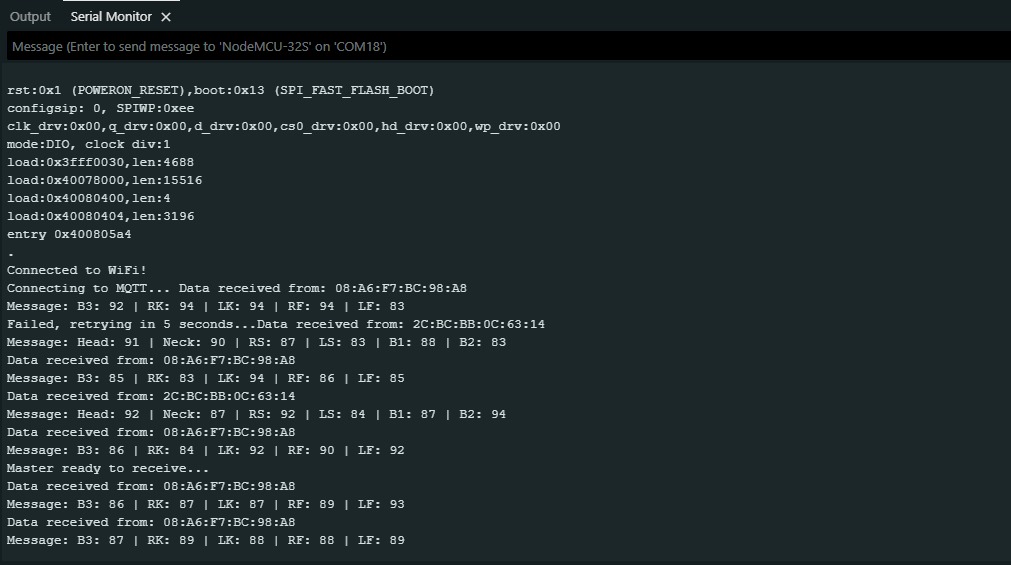 Output Serial Monitor ×
Message (Enter to send message to 'NodeMCU-32S' on 'COM18')
rst:0x1 (POWERON_RESET),boot:0x13 (SPI_FAST_FLASH_BOOT)
configsip: 0, SPIWP:0xee
clk_drv:0x00,q_drv:0x00,d_drv:0x00,cs0_drv:0x00,hd_drv:0x00,wp_drv:0x00
mode:DIO, clock div:1
load:0x3fff0030,len:4688
load:0x40078000,len:15516
load:0x40080400,len:4
load:0x40080404,len:3196
entry 0x400805a4
.
Connected to WiFi!
Connecting to MQTT... Data received from: 08:A6:F7:BC:98:A8
Message: B3: 92 | RK: 94 | LK: 94 | RF: 94 | LF: 83
Failed, retrying in 5 seconds...Data received from: 2C:BC:BB:0C:63:14
Message: Head: 91 | Neck: 90 | RS: 87 | LS: 83 | B1: 88 | B2: 83
Data received from: 08:A6:F7:BC:98:A8
Message: B3: 85 | RK: 83 | LK: 94 | RF: 86 | LF: 85
Data received from: 2C:BC:BB:0C:63:14
Message: Head: 92 | Neck: 87 | RS: 92 | LS: 84 | B1: 87 | B2: 94
Data received from: 08:A6:F7:BC:98:A8
Message: B3: 86 | RK: 84 | LK: 92 | RF: 90 | LF: 92
Master ready to receive...
Data received from: 08:A6:F7:BC:98:A8
Message: B3: 86 | RK: 87 | LK: 87 | RF: 89 | LF: 93
Data received from: 08:A6:F7:BC:98:A8
Message: B3: 87 | RK: 89 | LK: 88 | RF: 88 | LF: 89